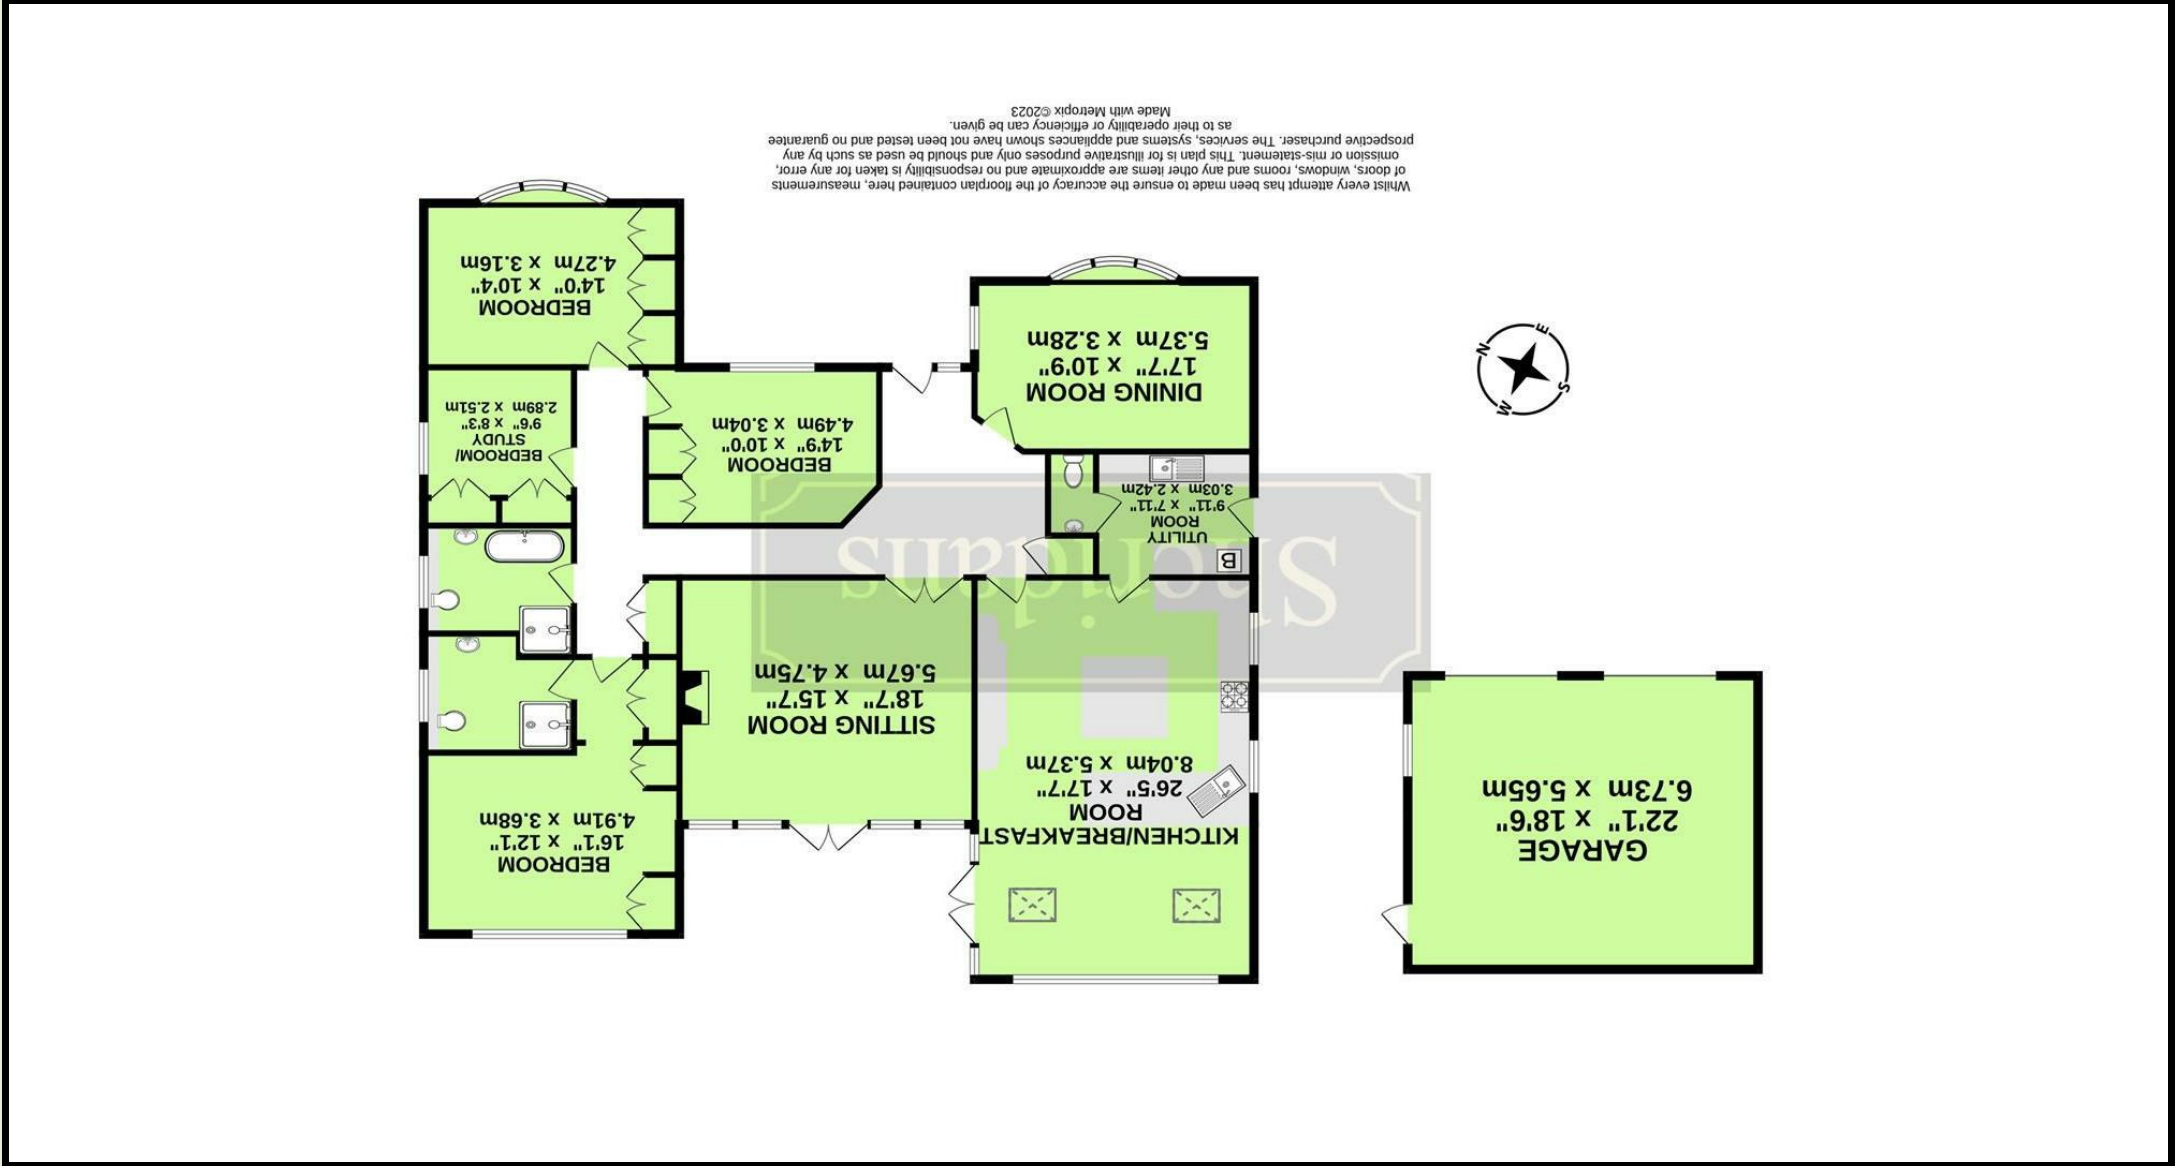 GARAGE
22'1" x 18'6"
6.73m x 5.65m
KITCHEN/BREAKFAST
ROOM
26'5" x 17'7"
8.04m x 5.37m
SITTING ROOM
18'7" x 15'7"
5.67m x 4.75m
BEDROOM
16'1" x 12'1"
4.91m x 3.68m
Sheridans
B
UTILITY
ROOM
9'11" x 7'11"
3.03m x 2.42m
BEDROOM
14'9" x 10'0"
4.49m x 3.04m
BEDROOM/
STUDY
9'6" x 8'3"
2.89m x 2.51m
DINING ROOM
17'7" x 10'9"
5.37m x 3.28m
BEDROOM
14'0" x 10'4"
4.27m x 3.16m
W
S
N
E
Whilst every attempt has been made to ensure the accuracy of the floorplan contained here, measurements
of doors, windows, rooms and any other items are approximate and no responsibility is taken for any error,
omission or mis-statement. This plan is for illustrative purposes only and should be used as such by any
prospective purchaser. The services, systems and appliances shown have not been tested and no guarantee
as to their operability or efficiency can be given.
Made with Metropix ©2023